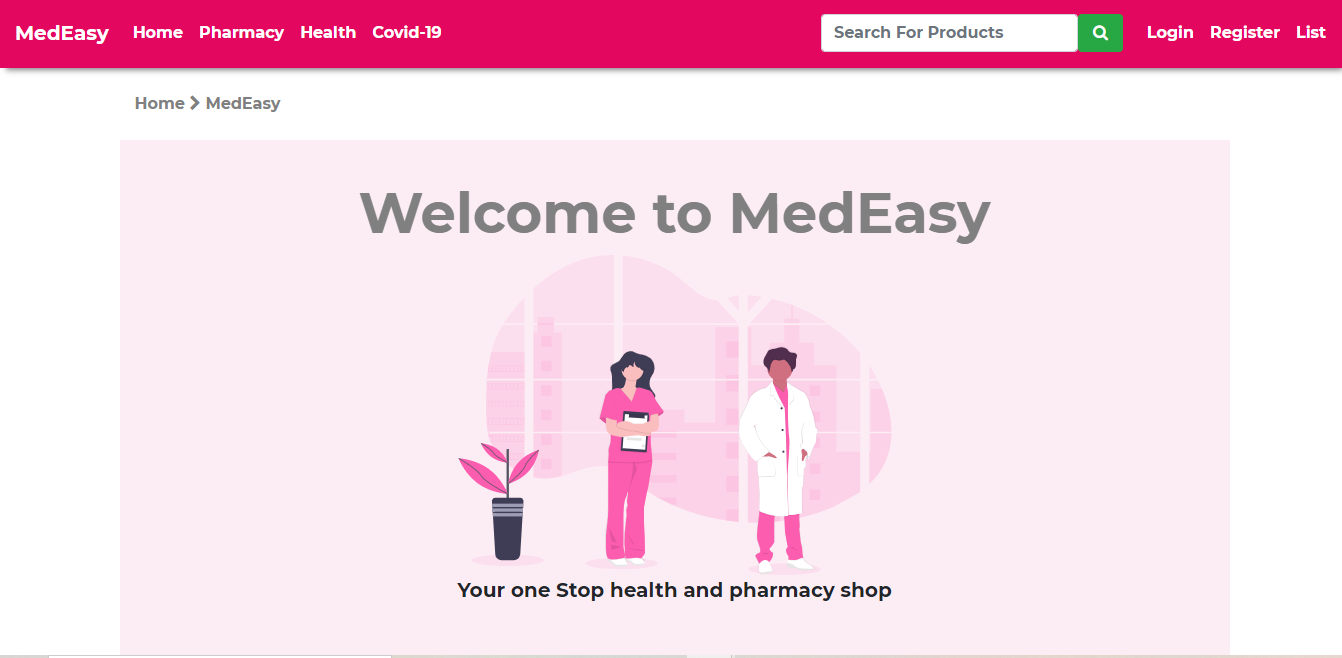 MedEasy Home Pharmacy Health Covid-19 Search For Products Login Register List
Home MedEasy
Welcome to MedEasy
Your one Stop health and pharmacy shop